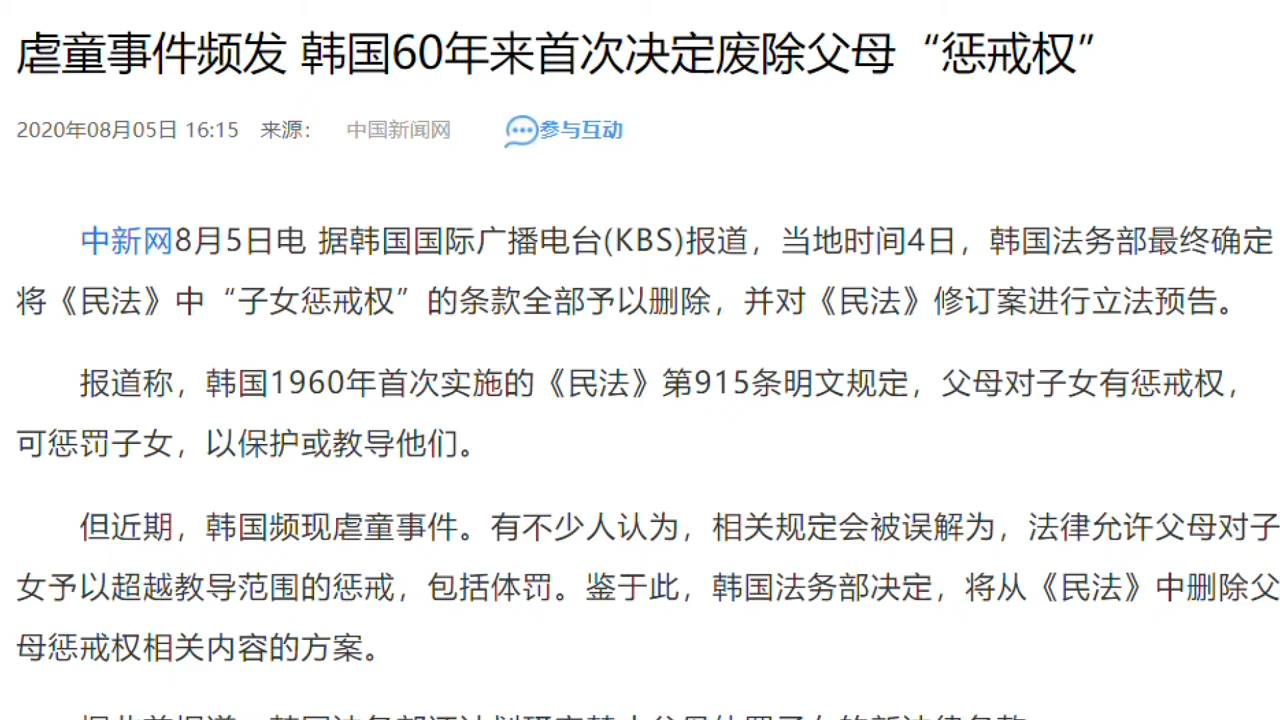 虐童事件频发 韩国60年来首次决定废除父母“惩戒权”
2020年08月05日 16:15 来源： 中国新闻网 参与互动
中新网8月5日电 据韩国国际广播电台(KBS)报道，当地时间4日，韩国法务部最终确定
将《民法》中“子女惩戒权”的条款全部予以删除，并对《民法》修订案进行立法预告。
报道称，韩国1960年首次实施的《民法》第915条明文规定，父母对子女有惩戒权，
可惩罚子女，以保护或教导他们。
但近期，韩国频现虐童事件。有不少人认为，相关规定会被误解为，法律允许父母对子
女予以超越教导范围的惩戒，包括体罚。鉴于此，韩国法务部决定，将从《民法》中删除父
母惩戒权相关内容的方案。